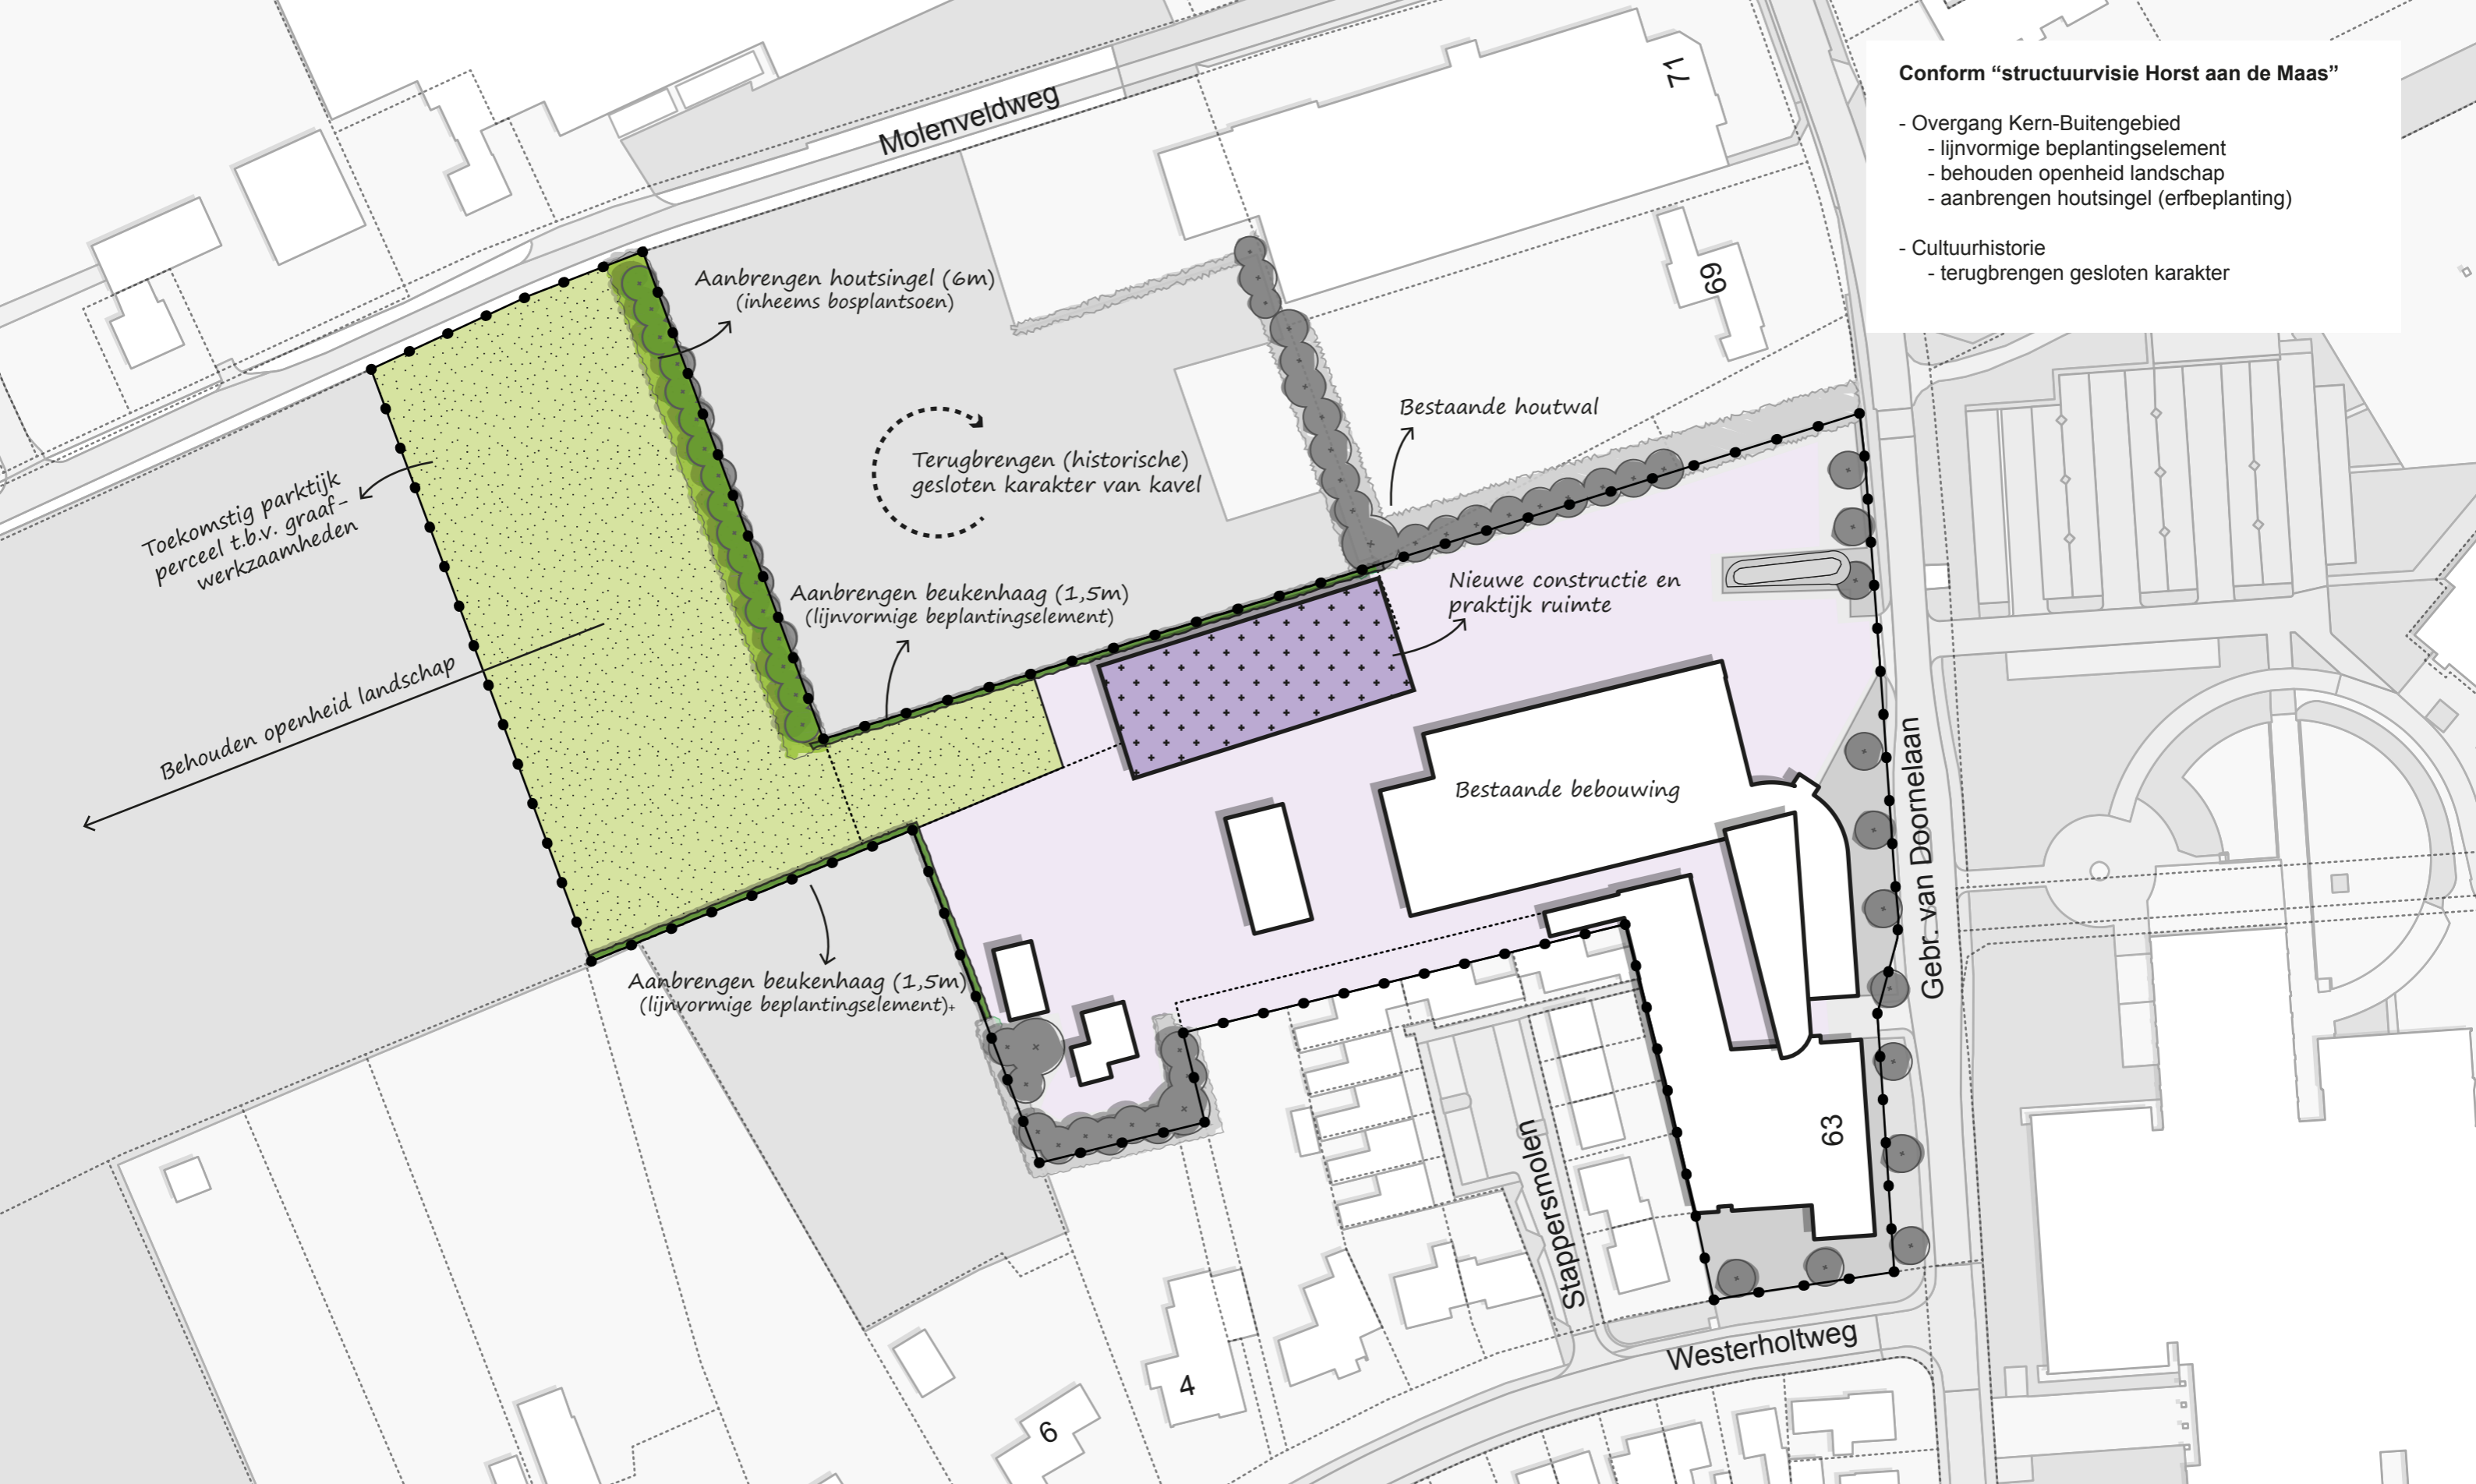 Conform “structuurvisie Horst aan de Maas”
- Overgang Kern-Buitengebied
- lijnvormige beplantingselement
- behouden openheid landschap
- aanbrengen houtsingel (erfbeplanting)
- Cultuurhistorie
- terugbrengen gesloten karakter
71
Molenveldweg
69
Aanbrengen houtsingel (6m)
(inheems bosplantsoen)
Bestaande houtwal
Terugbrengen (historische)
gesloten karakter van kavel
Toekomstig parktijk
perceel t.b.v. graaf-
werkzaamheden
Aanbrengen beukenhaag (1,5m)
(lijnvormige beplantingselement)
Nieuwe constructie en
praktijk ruimte
Behouden openheid landschap
Bestaande bebouwing
Gebr. van Doornelaan
Aanbrengen beukenhaag (1,5m)
(lijnvormige beplantingselement)+
63
Stappersmolen
Westerholtweg
4
6